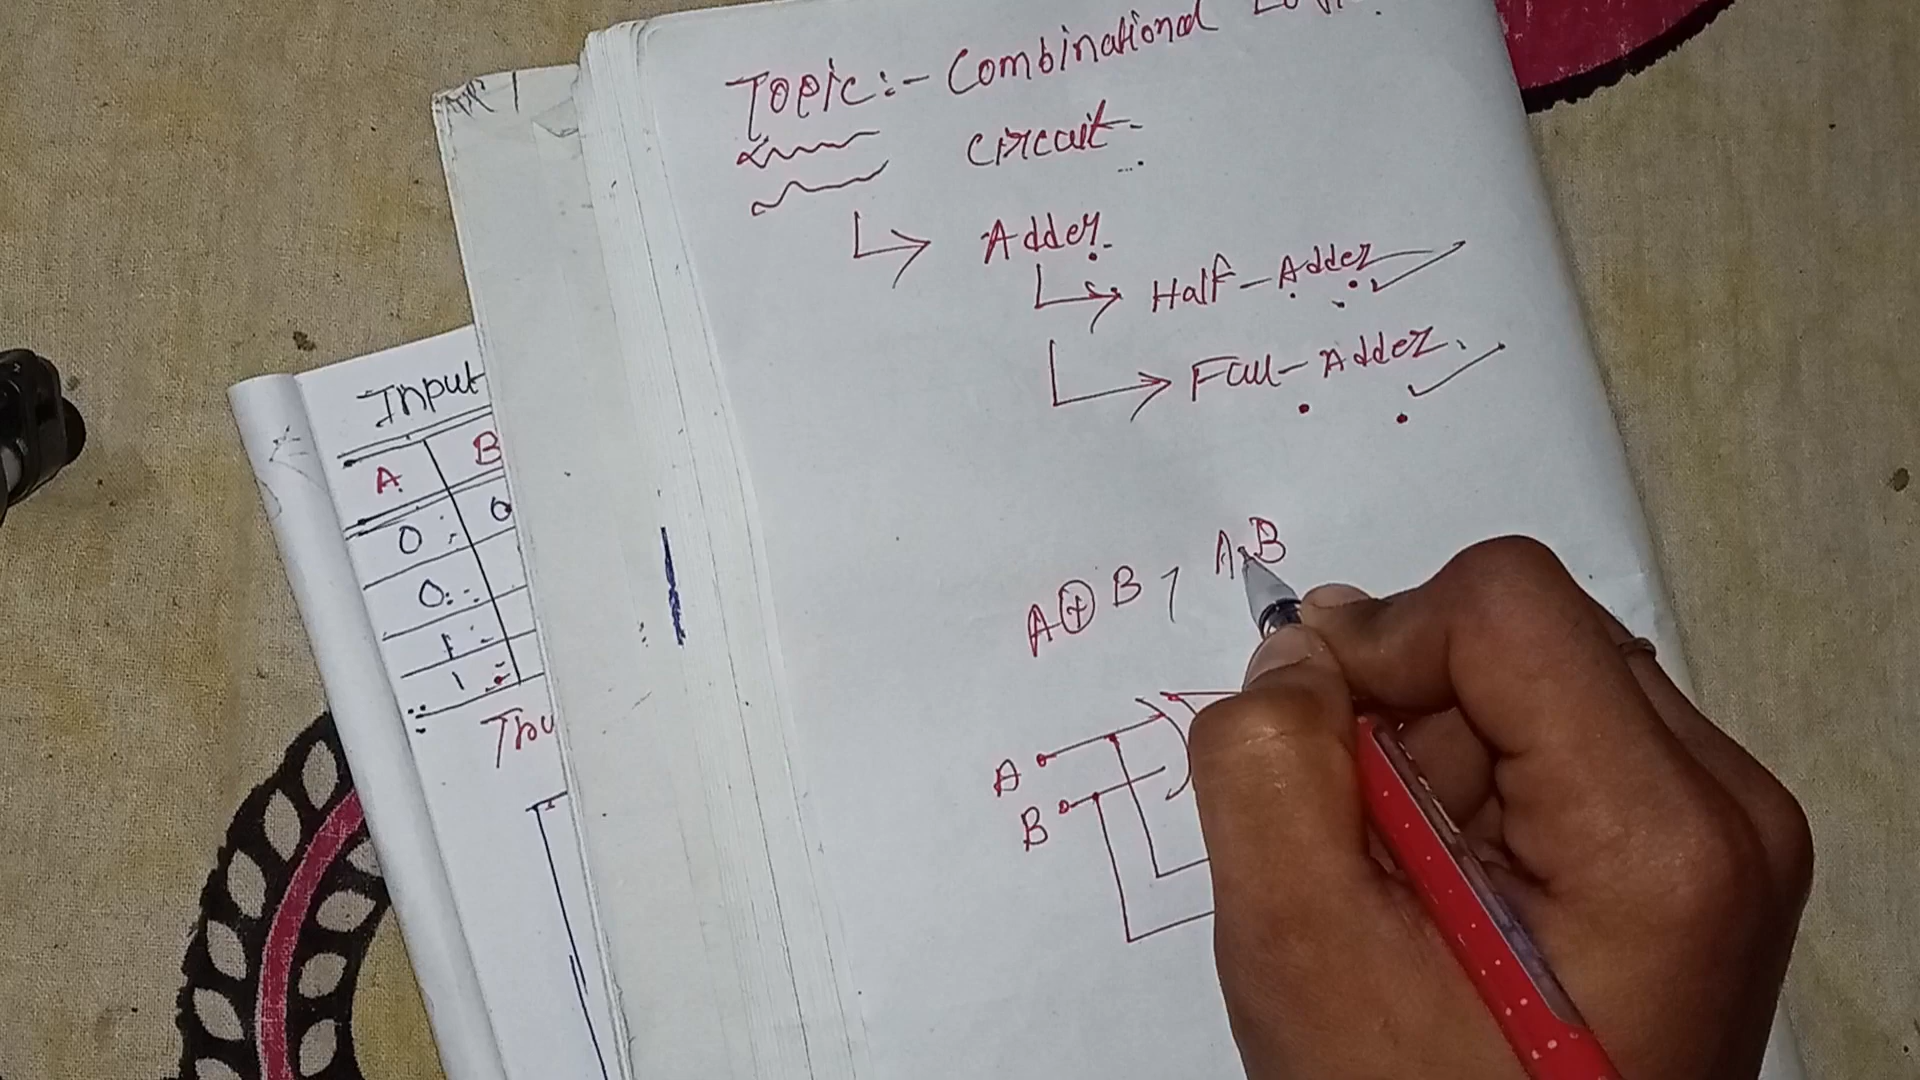 Topic:- Combinational
circuit.
Adder.
Half-Adder
Full-Adder.
A⊕B, A.B
A
B
Input
A B
0 0
0
1
1